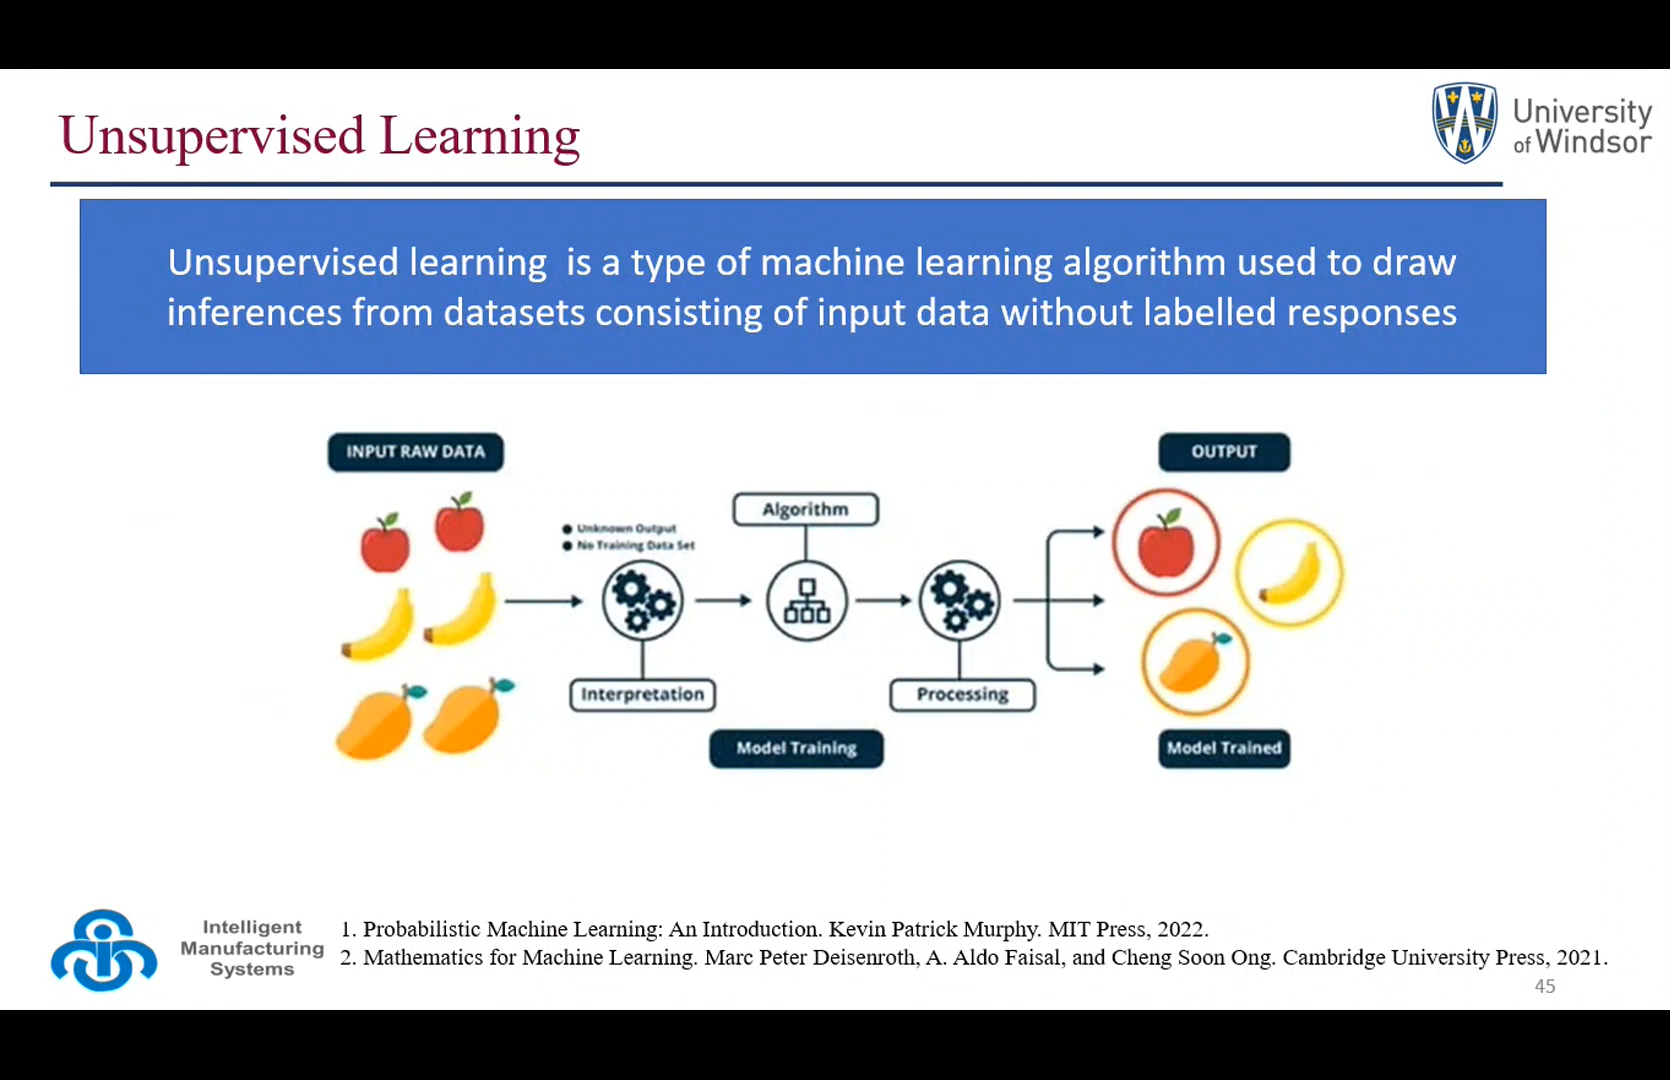 Unsupervised Learning
University
of Windsor
Unsupervised learning  is a type of machine learning algorithm used to draw
inferences from datasets consisting of input data without labelled responses
INPUT RAW DATA
OUTPUT
Algorithm
● Unknown Output
● No Training Data Set
Interpretation
Processing
Model Training
Model Trained
Intelligent
Manufacturing
Systems
1. Probabilistic Machine Learning: An Introduction. Kevin Patrick Murphy. MIT Press, 2022.
2. Mathematics for Machine Learning. Marc Peter Deisenroth, A. Aldo Faisal, and Cheng Soon Ong. Cambridge University Press, 2021.
45